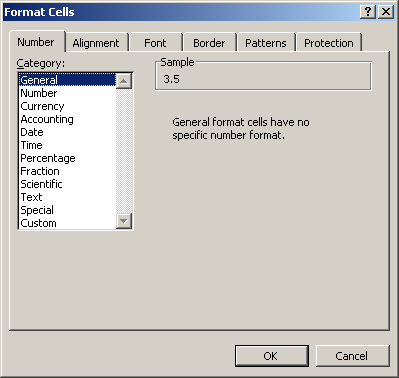 Format Cells
Number Alignment Font Border Patterns Protection
Category:
General
Number
Currency
Accounting
Date
Time
Percentage
Fraction
Scientific
Text
Special
Custom
Sample
3.5
General format cells have no
specific number format.
OK Cancel